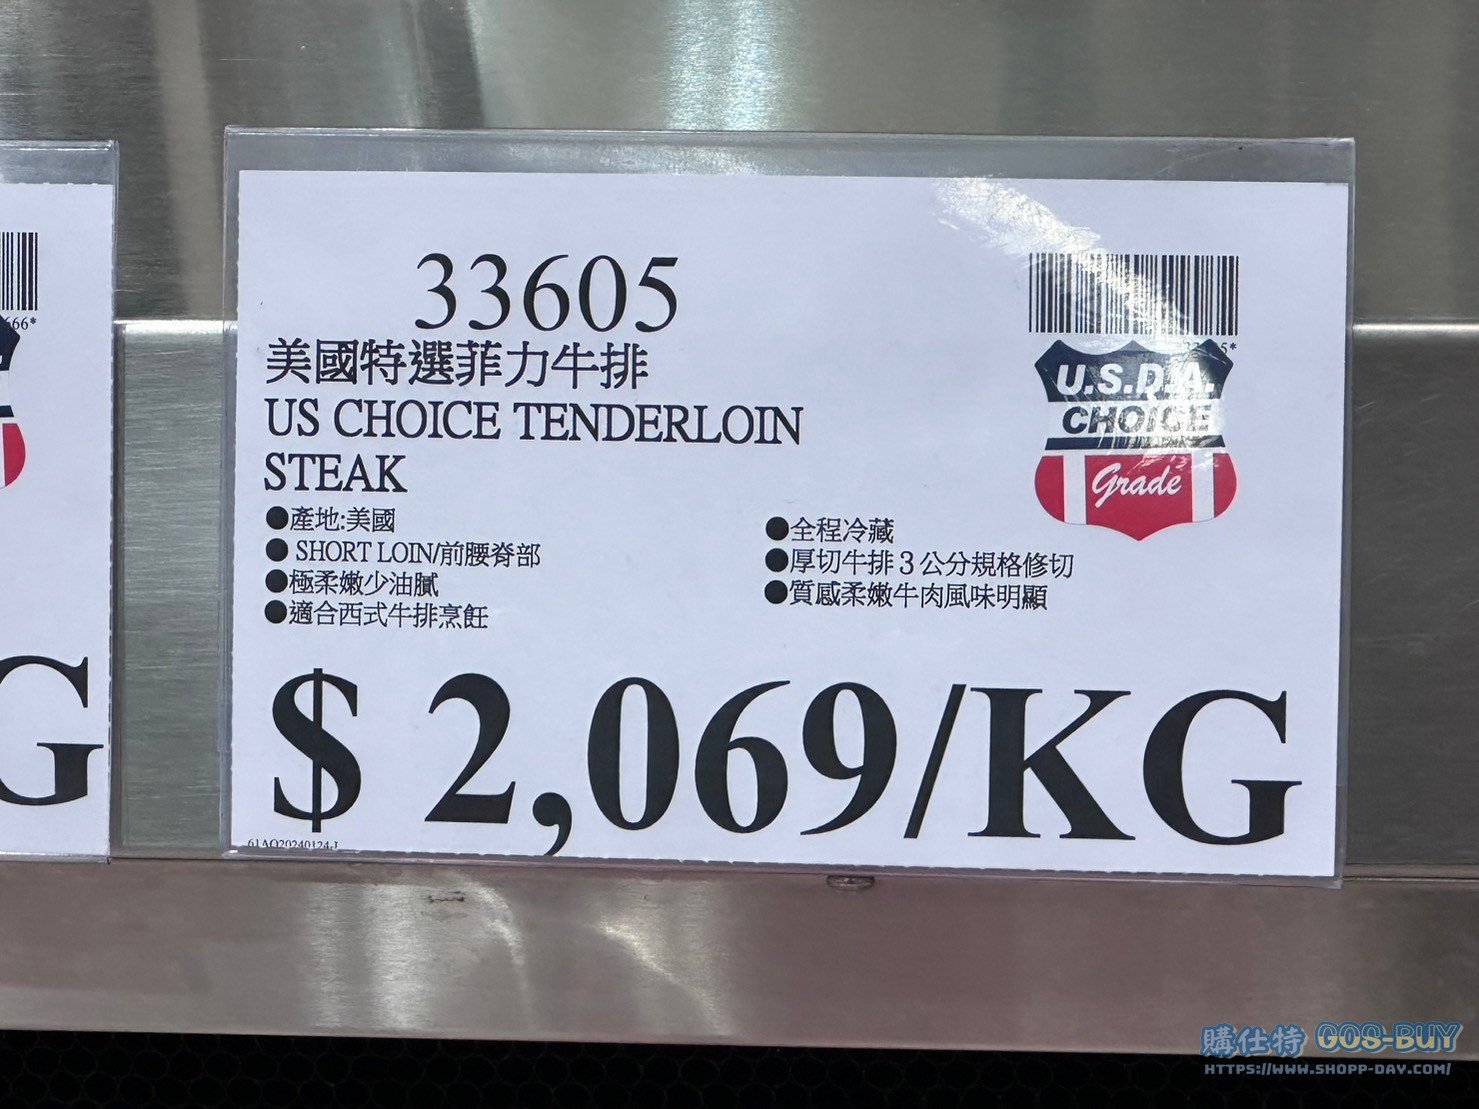 33605
美國特選菲力牛排
US CHOICE TENDERLOIN
STEAK
●產地:美國
● SHORT LOIN/前腰脊部
●極柔嫩少油膩
●適合西式牛排烹飪
●全程冷藏
●厚切牛排3公分規格修切
●質感柔嫩牛肉風味明顯
5*
U.S.D.A.
CHOICE
Grade
$ 2,069/KG
61AQ20240124-J
666*
G
購仕特 GOS-BUY
HTTPS://WWW.SHOPP-DAY.COM/